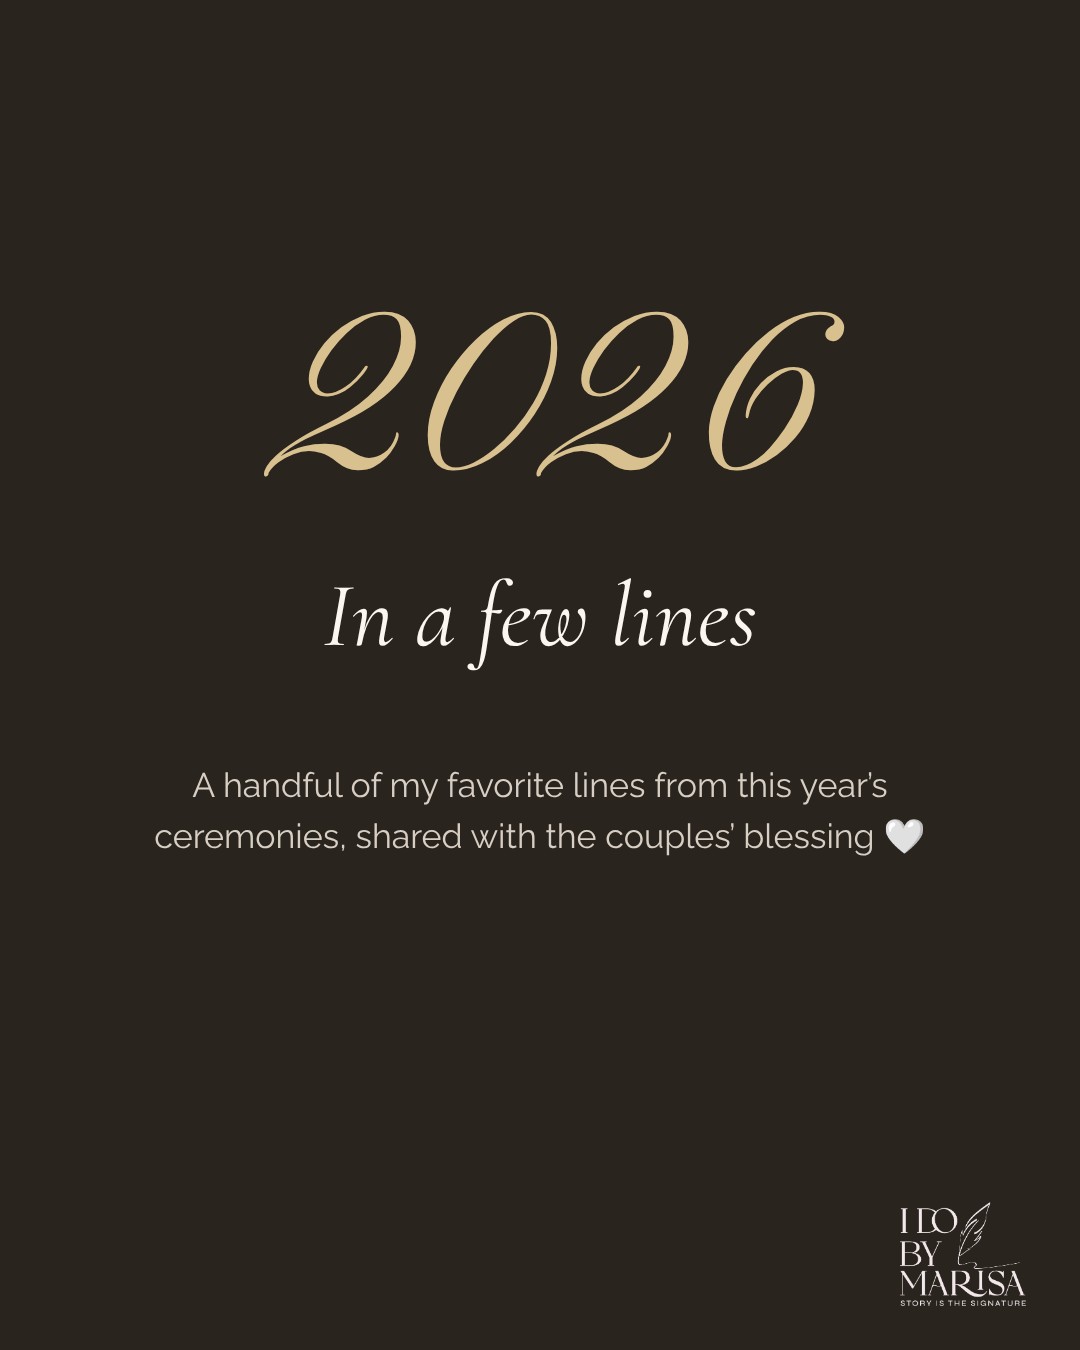 2026
In a few lines
A handful of my favorite lines from this year’s
ceremonies, shared with the couples’ blessing 🤍
I DO
BY
MARISA
STORY IS THE SIGNATURE